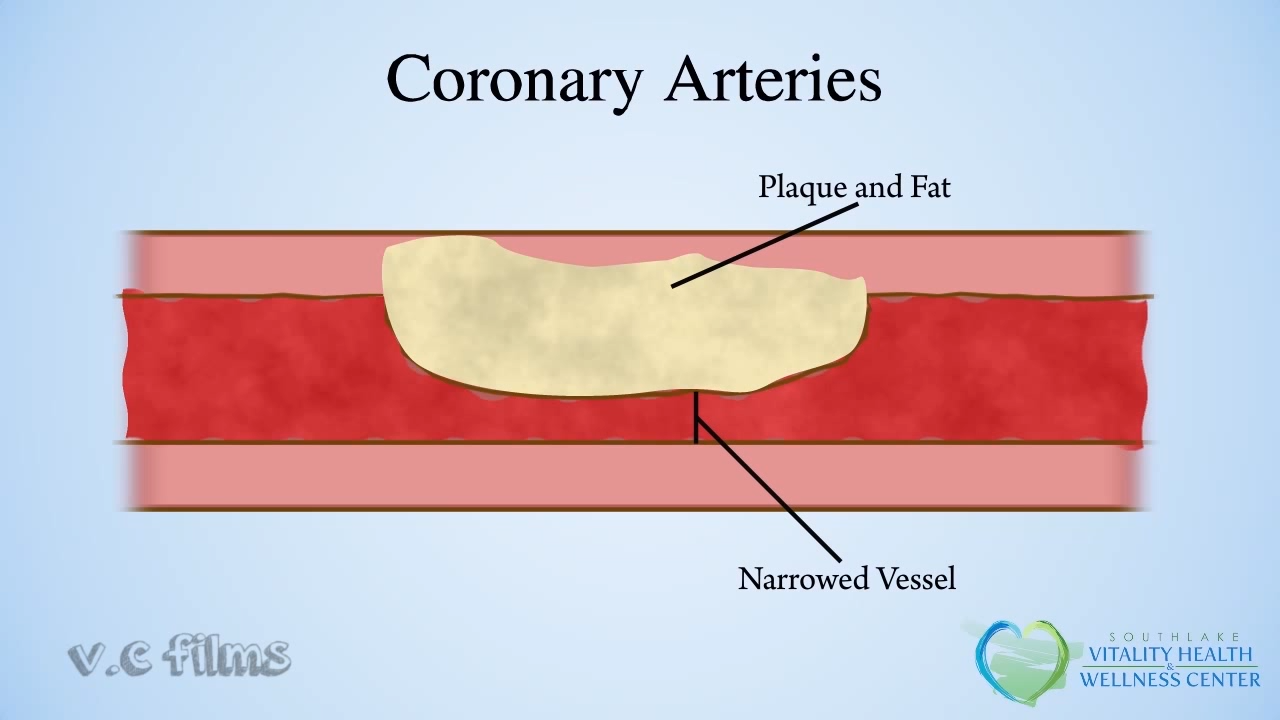 Coronary Arteries
Plaque and Fat
Narrowed Vessel
v.c films
SOUTHLAKE
VITALITY HEALTH
&
WELLNESS CENTER